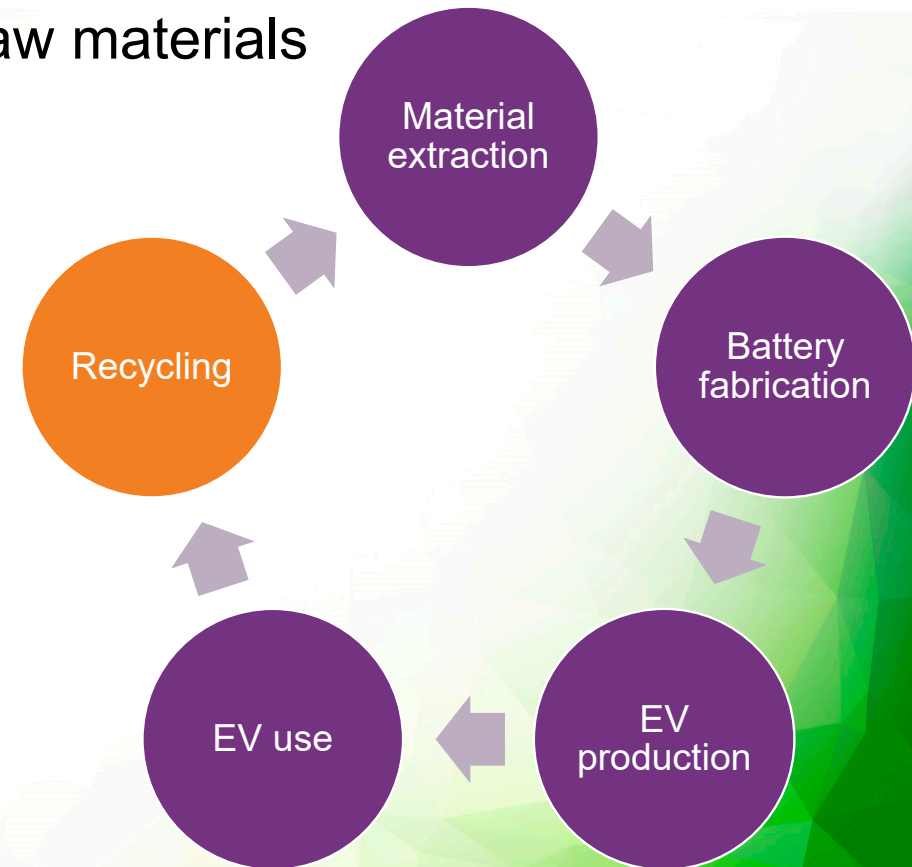 aw materials
Material
extraction
Battery
fabrication
EV
production
EV use
Recycling